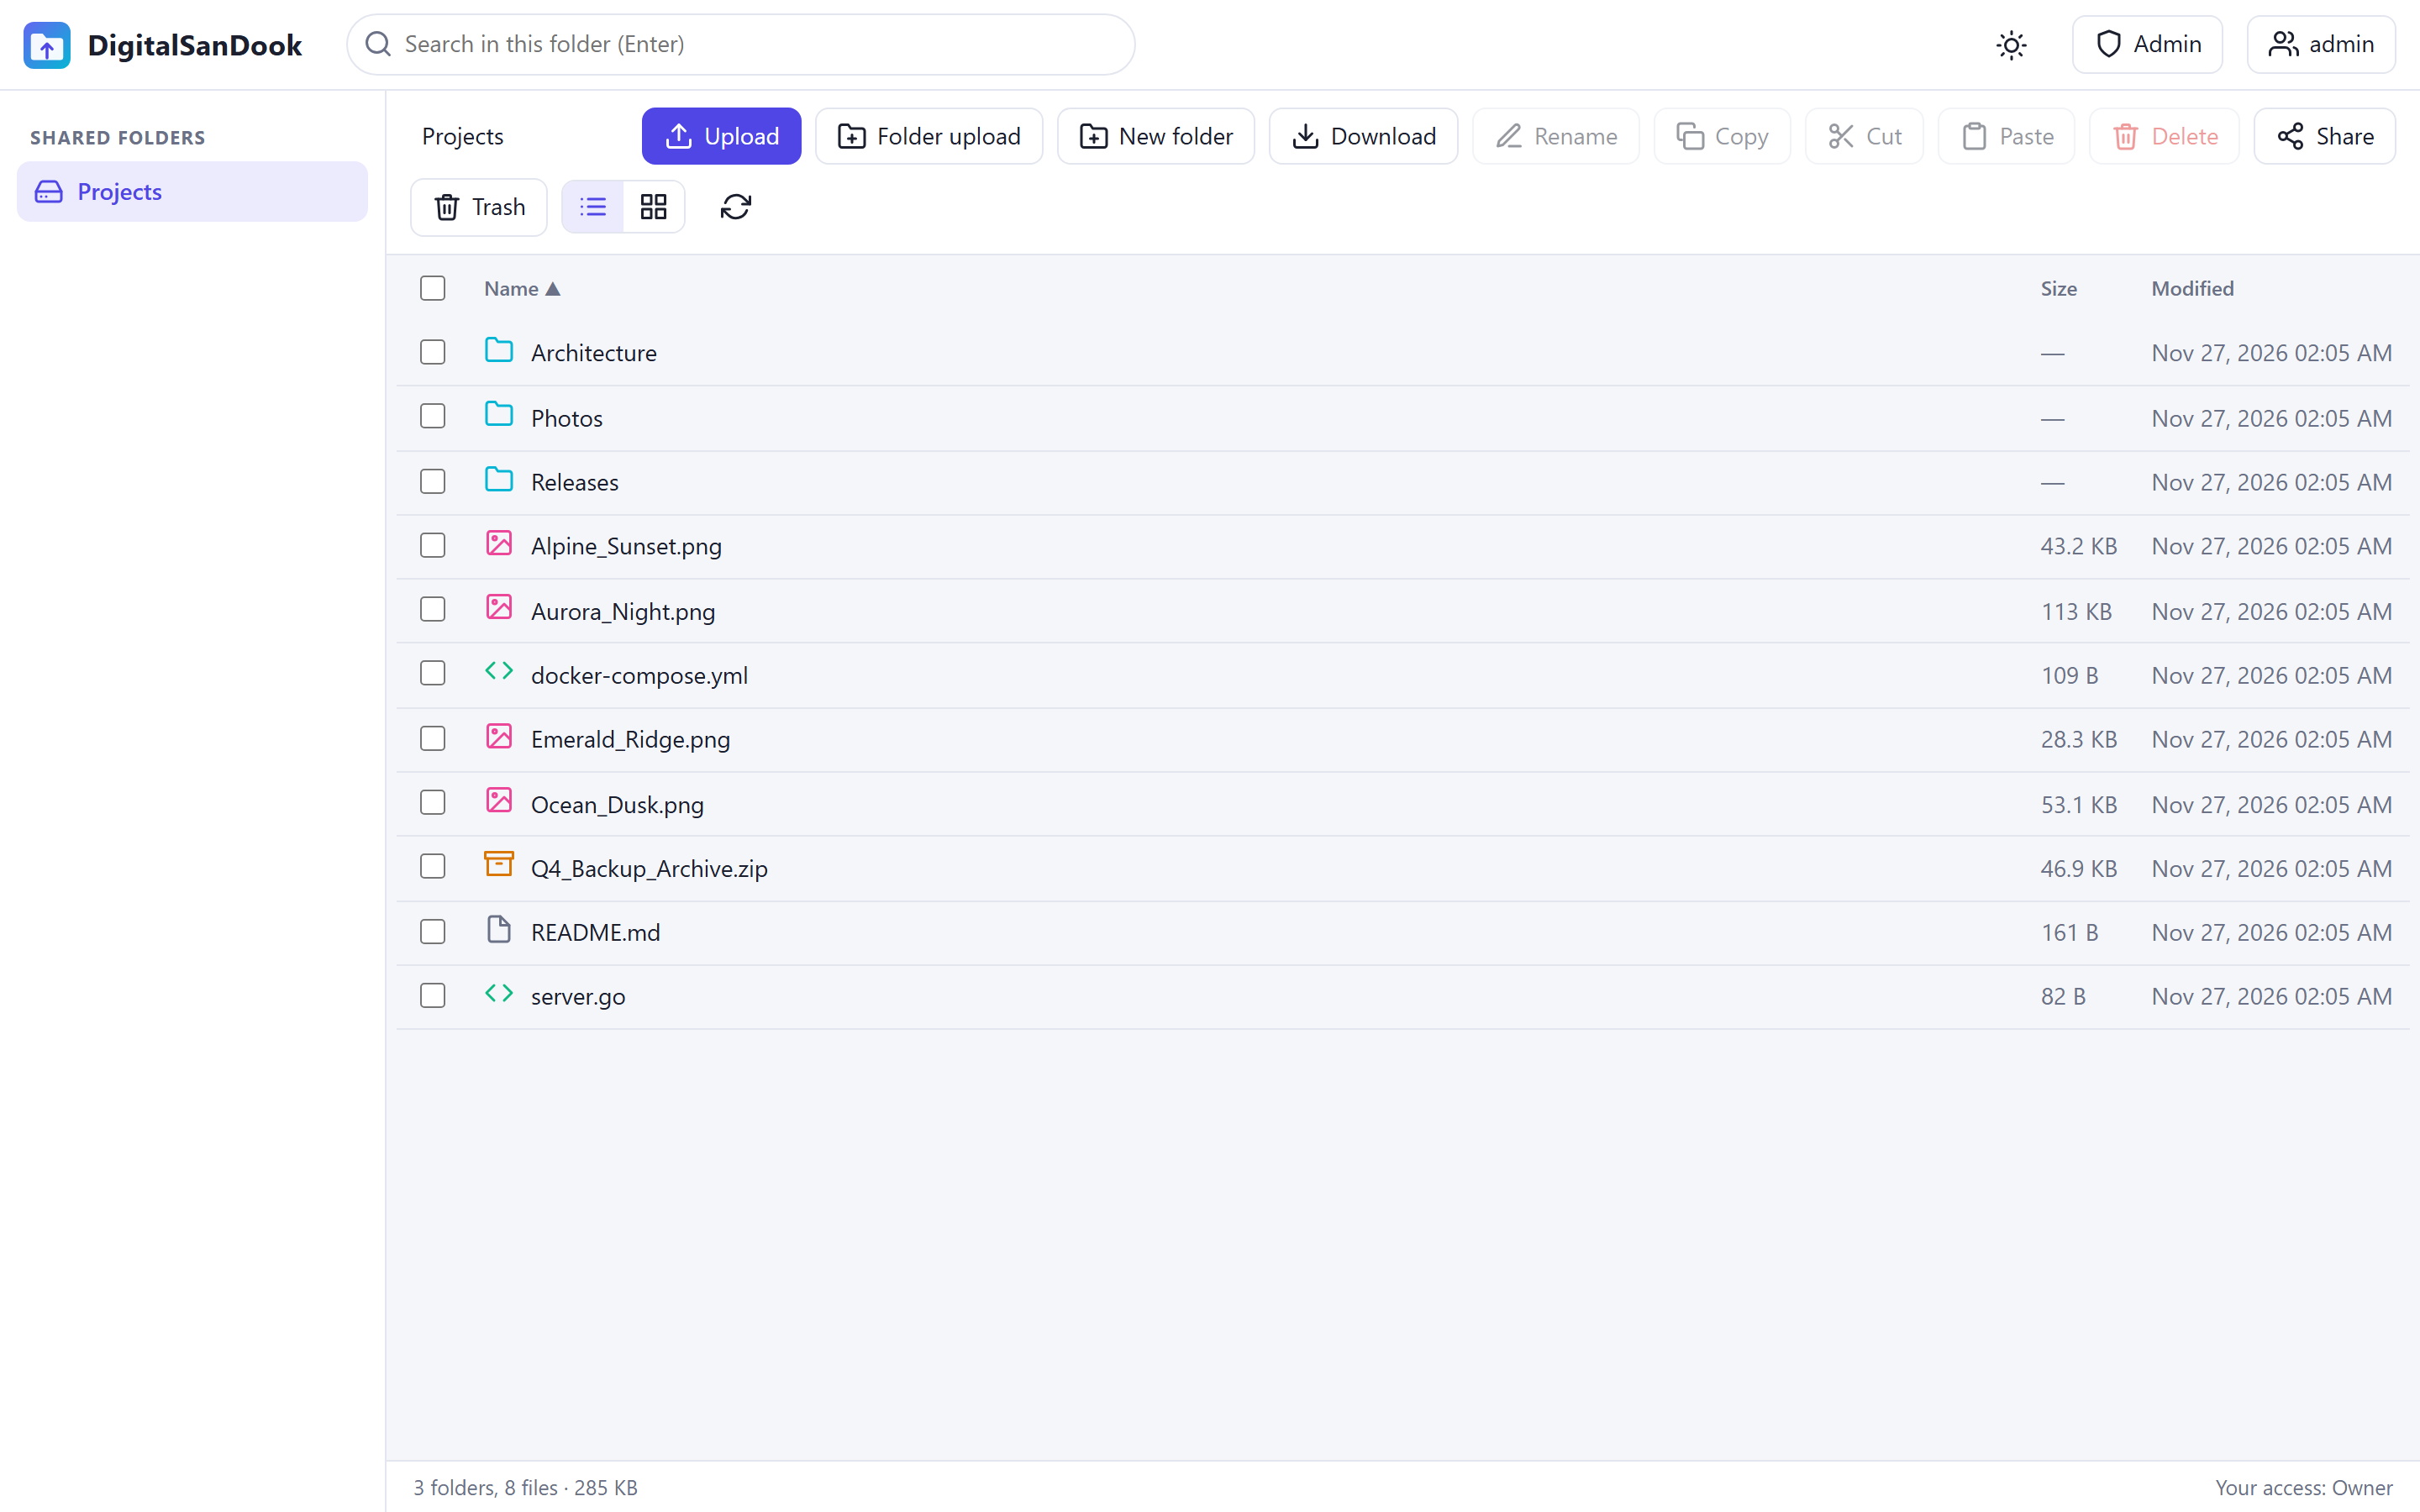 DigitalSanDook
Search in this folder (Enter)
Admin
admin
SHARED FOLDERS
Projects
Projects
Upload
Folder upload
New folder
Download
Rename
Copy
Cut
Paste
Delete
Share
Trash
Name ▲ Size Modified
Architecture — Nov 27, 2026 02:05 AM
Photos — Nov 27, 2026 02:05 AM
Releases — Nov 27, 2026 02:05 AM
Alpine_Sunset.png 43.2 KB Nov 27, 2026 02:05 AM
Aurora_Night.png 113 KB Nov 27, 2026 02:05 AM
docker-compose.yml 109 B Nov 27, 2026 02:05 AM
Emerald_Ridge.png 28.3 KB Nov 27, 2026 02:05 AM
Ocean_Dusk.png 53.1 KB Nov 27, 2026 02:05 AM
Q4_Backup_Archive.zip 46.9 KB Nov 27, 2026 02:05 AM
README.md 161 B Nov 27, 2026 02:05 AM
server.go 82 B Nov 27, 2026 02:05 AM
3 folders, 8 files · 285 KB
Your access: Owner